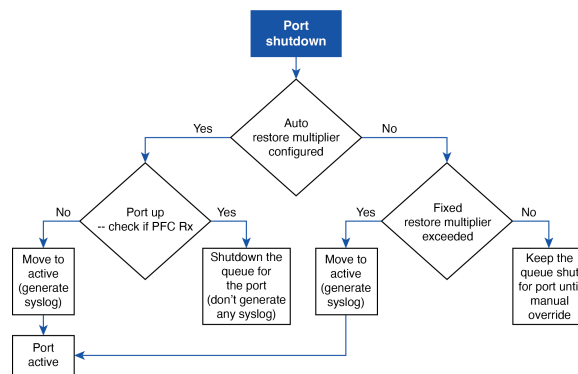 Port
shutdown
Auto
restore multiplier
configured
Yes
No
Port up
-- check if PFC Rx
No
Yes
Fixed
restore multiplier
exceeded
Yes
No
Move to
active
(generate
syslog)
Shutdown the
queue for
the port
(don't generate
any syslog)
Move to
active
(generate
syslog)
Keep the
queue shut
for port unti
manual
override
Port
active